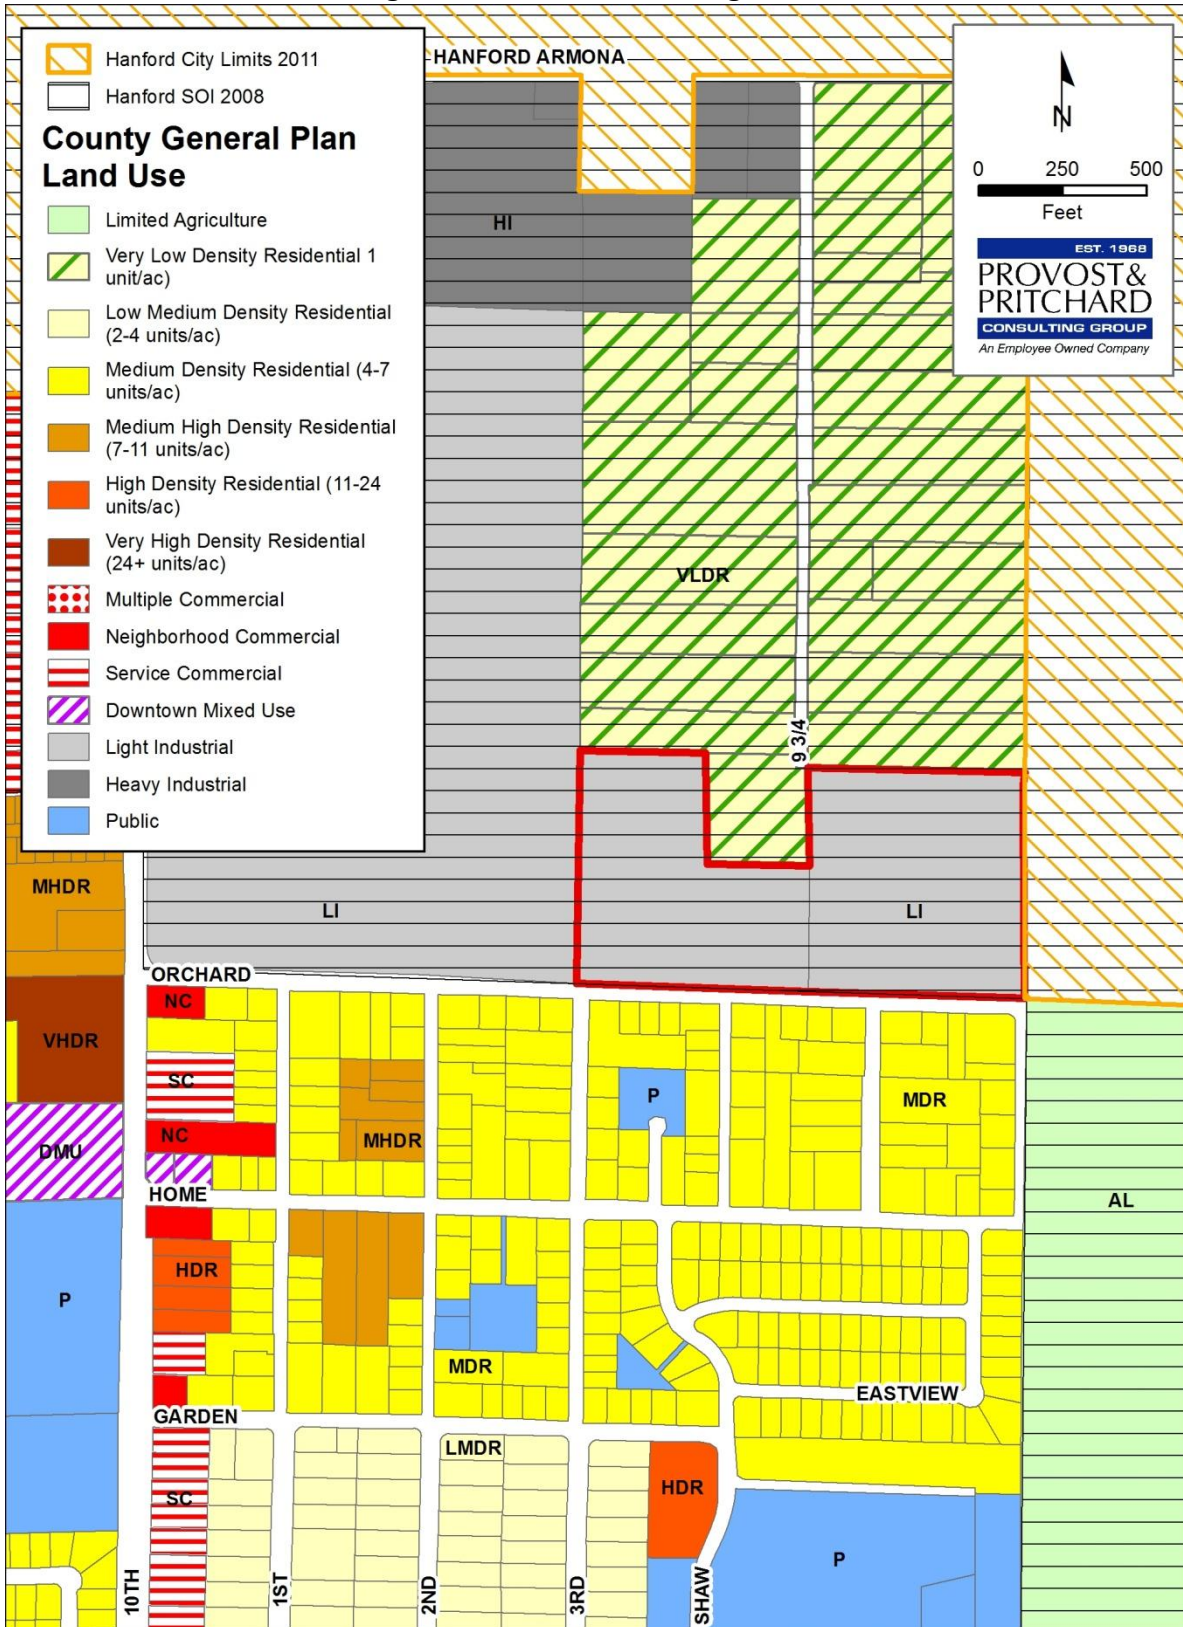 Hanford City Limits 2011
Hanford SOI 2008
County General Plan
Land Use
Limited Agriculture
Very Low Density Residential 1
unit/ac)
Low Medium Density Residential
(2-4 units/ac)
Medium Density Residential (4-7
units/ac)
Medium High Density Residential
(7-11 units/ac)
High Density Residential (11-24
units/ac)
Very High Density Residential
(24+ units/ac)
Multiple Commercial
Neighborhood Commercial
Service Commercial
Downtown Mixed Use
Light Industrial
Heavy Industrial
Public
HANFORD ARMONA
N
0 250 500
Feet
EST. 1968
PROVOST&
PRITCHARD
CONSULTING GROUP
An Employee Owned Company
HI
VLDR
9 3/4
MHDR
LI
LI
ORCHARD
NC
VHDR
SC
P
MDR
NC
MHDR
DMU
HOME
AL
HDR
P
MDR
EASTVIEW
GARDEN
LMDR
HDR
SC
P
10TH
1ST
2ND
3RD
SHAW